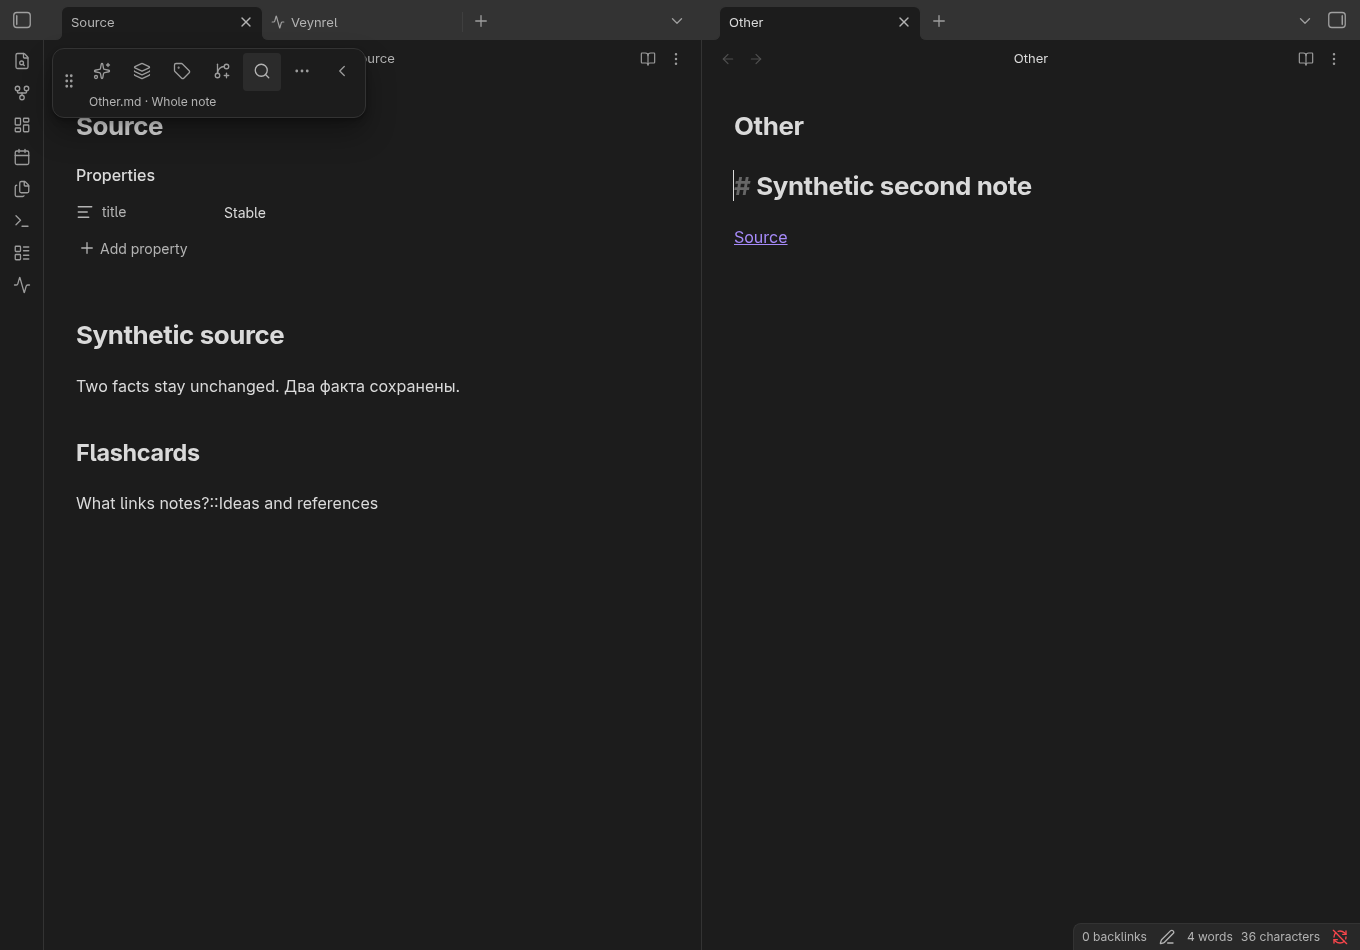 Source
Veynrel
Other
ource
Other.md · Whole note
Source
Properties
title
Stable
Add property
Synthetic source
Two facts stay unchanged. Два факта сохранены.
Flashcards
What links notes?::Ideas and references
Other
Other
# Synthetic second note
Source
0 backlinks
4 words
36 characters